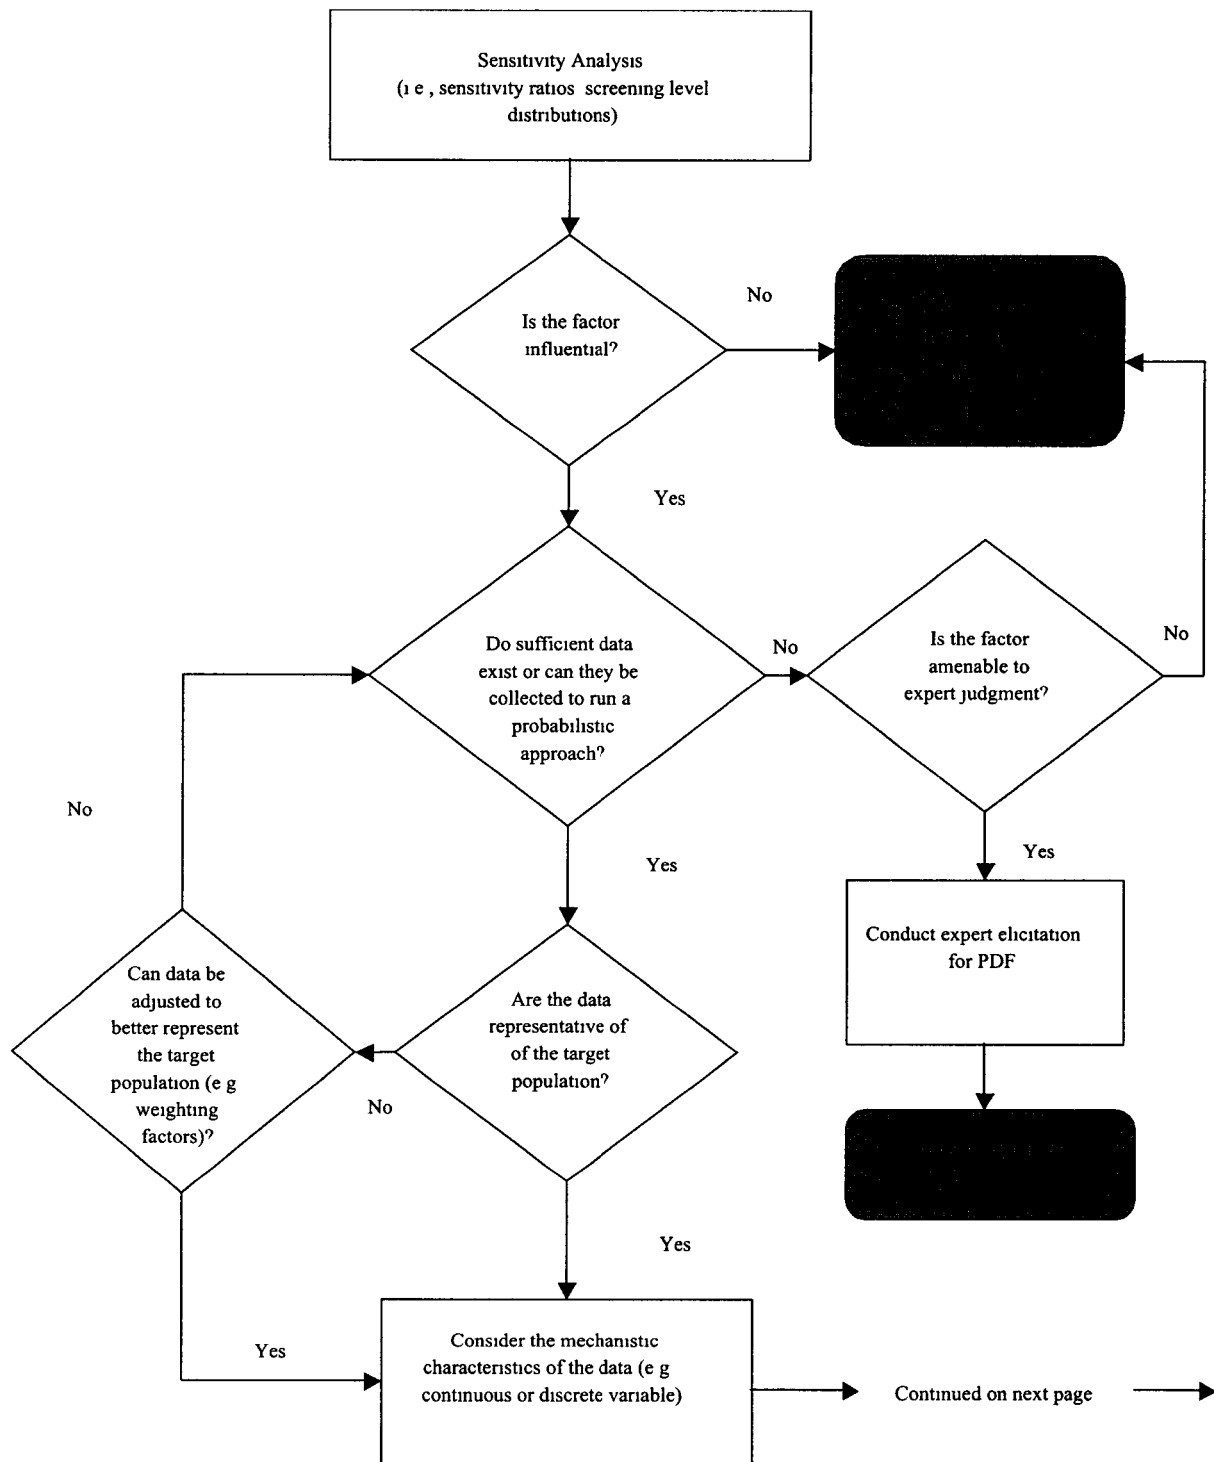 Sensitivity Analysis
(i e , sensitivity ratios screening level
distributions)
Is the factor
influential?
No
Yes
Do sufficient data
exist or can they be
collected to run a
probabilistic
approach?
No
Is the factor
amenable to
expert judgment?
No
No
Yes
Yes
Conduct expert elicitation
for PDF
Can data be
adjusted to
better represent
the target
population (e g
weighting
factors)?
No
Are the data
representative of
of the target
population?
Yes
Yes
Consider the mechanistic
characteristics of the data (e g
continuous or discrete variable)
Continued on next page